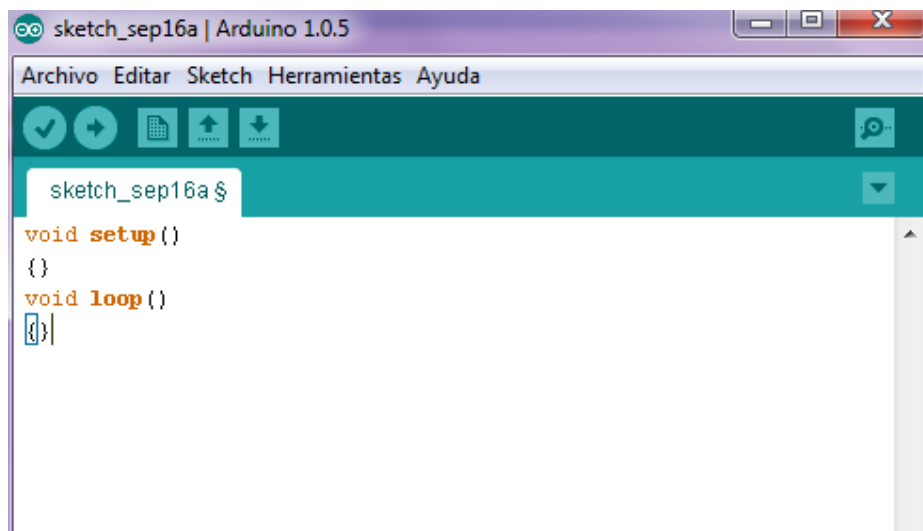 sketch_sep16a | Arduino 1.0.5
Archivo Editar Sketch Herramientas Ayuda
sketch_sep16a §
void setup()
{}
void loop()
{}